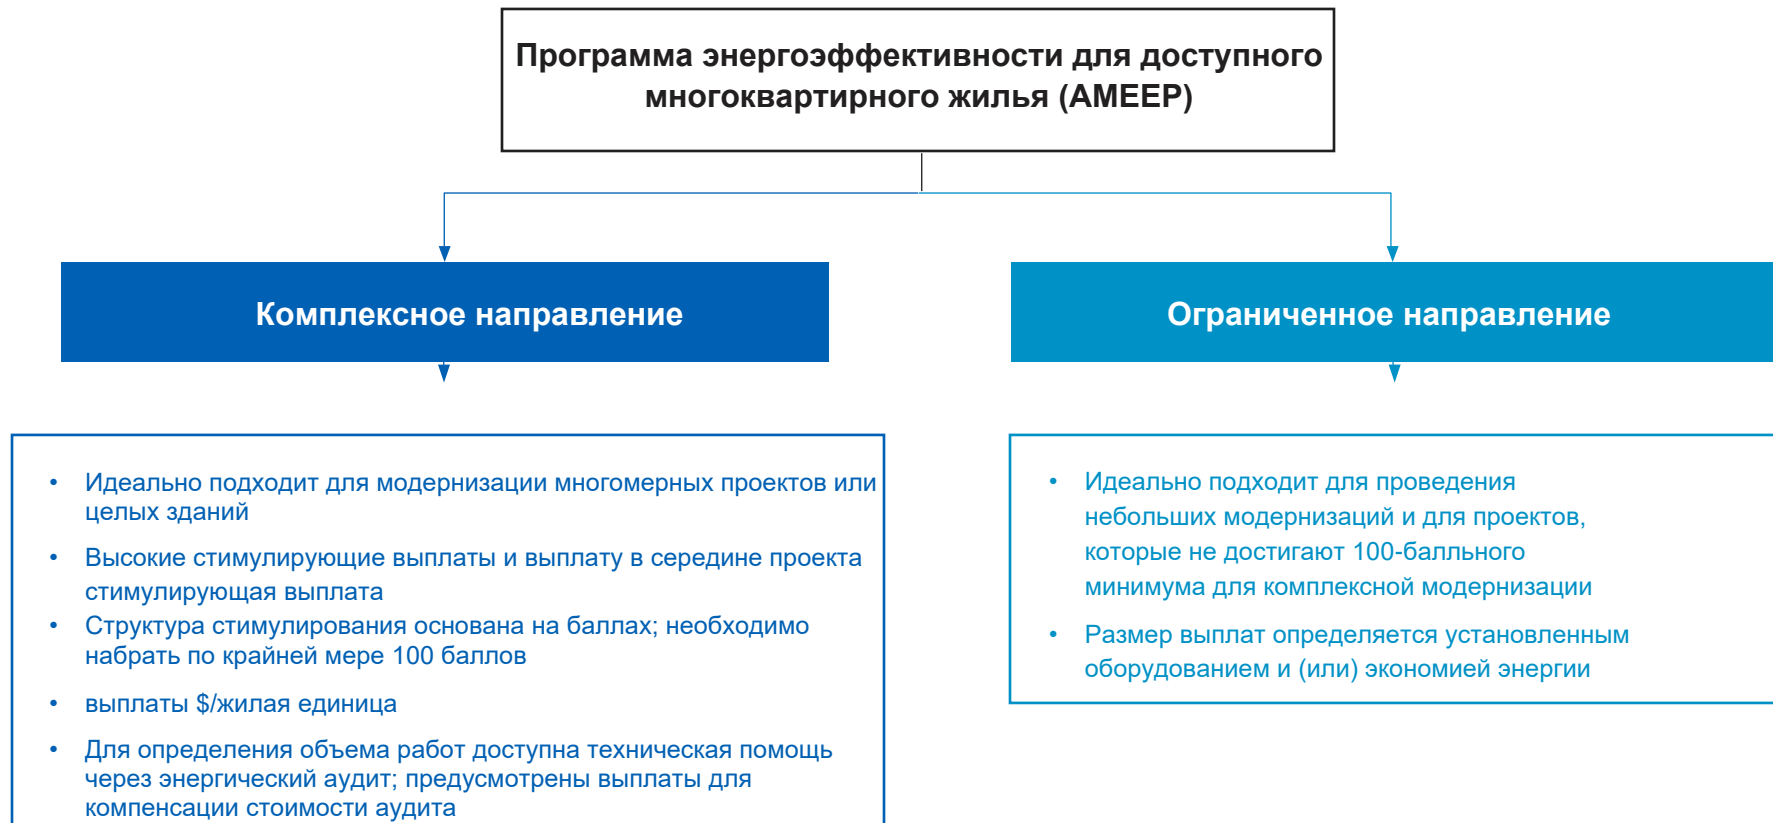 Программа энергоэффективности для доступного
многоквартирного жилья (AMEEP)
Комплексное направление
Ограниченное направление
• Идеально подходит для модернизации многомерных проектов или
целых зданий
• Высокие стимулирующие выплаты и выплату в середине проекта
стимулирующая выплата
• Структура стимулирования основана на баллах; необходимо
набрать по крайней мере 100 баллов
• выплаты $/жилая единица
• Для определения объема работ доступна техническая помощь
через энергический аудит; предусмотрены выплаты для
компенсации стоимости аудита
• Идеально подходит для проведения
небольших модернизаций и для проектов,
которые не достигают 100-балльного
минимума для комплексной модернизации
• Размер выплат определяется установленным
оборудованием и (или) экономией энергии